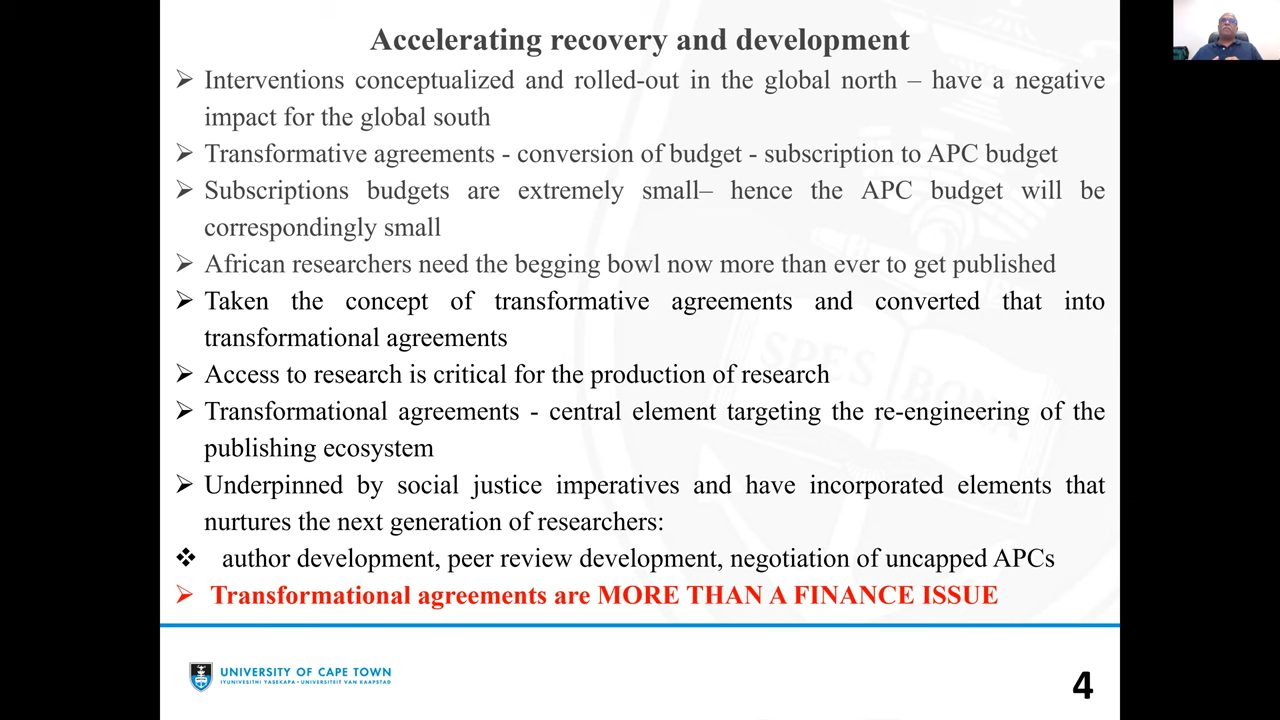 Accelerating recovery and development
➢ Interventions conceptualized and rolled-out in the global north – have a negative
impact for the global south
➢ Transformative agreements - conversion of budget - subscription to APC budget
➢ Subscriptions budgets are extremely small– hence the APC budget will be
correspondingly small
➢ African researchers need the begging bowl now more than ever to get published
➢ Taken the concept of transformative agreements and converted that into
transformational agreements
➢ Access to research is critical for the production of research
➢ Transformational agreements - central element targeting the re-engineering of the
publishing ecosystem
➢ Underpinned by social justice imperatives and have incorporated elements that
nurtures the next generation of researchers:
❖ author development, peer review development, negotiation of uncapped APCs
➢ Transformational agreements are MORE THAN A FINANCE ISSUE
SPES BONA
UNIVERSITY OF CAPE TOWN
IYUNIVESITHI YASEKAPA • UNIVERSITEIT VAN KAAPSTAD
4